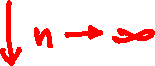 ↓ n → ∞